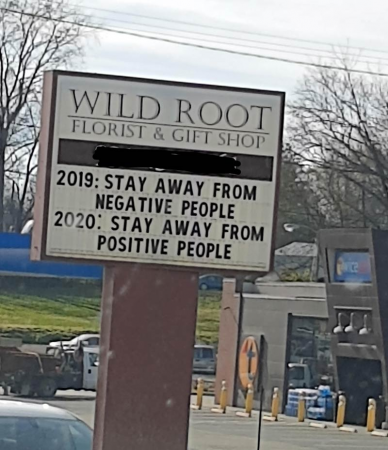 WILD ROOT
FLORIST & GIFT SHOP
2019: STAY AWAY FROM
NEGATIVE PEOPLE
2020: STAY AWAY FROM
POSITIVE PEOPLE